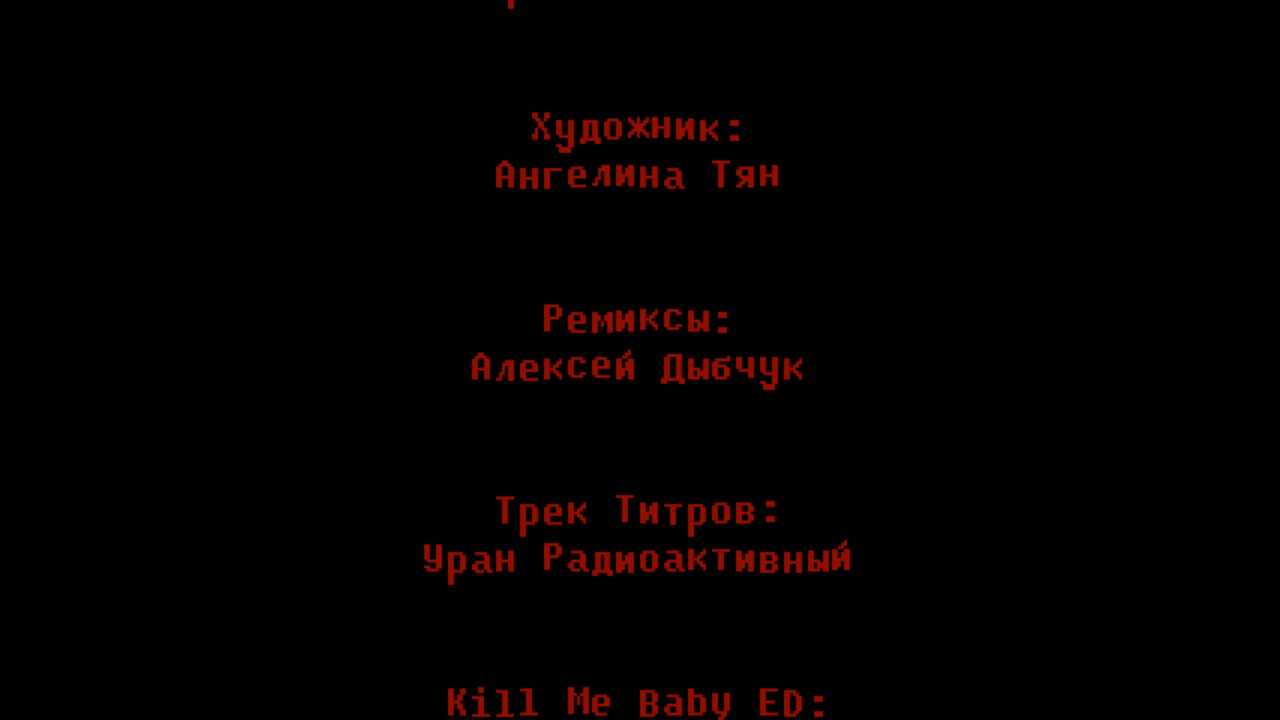 Художник:
Ангелина Тян
Ремиксы:
Алексей Дыбчук
Трек Титров:
Уран Радиоактивный
Kill Me Baby ED: